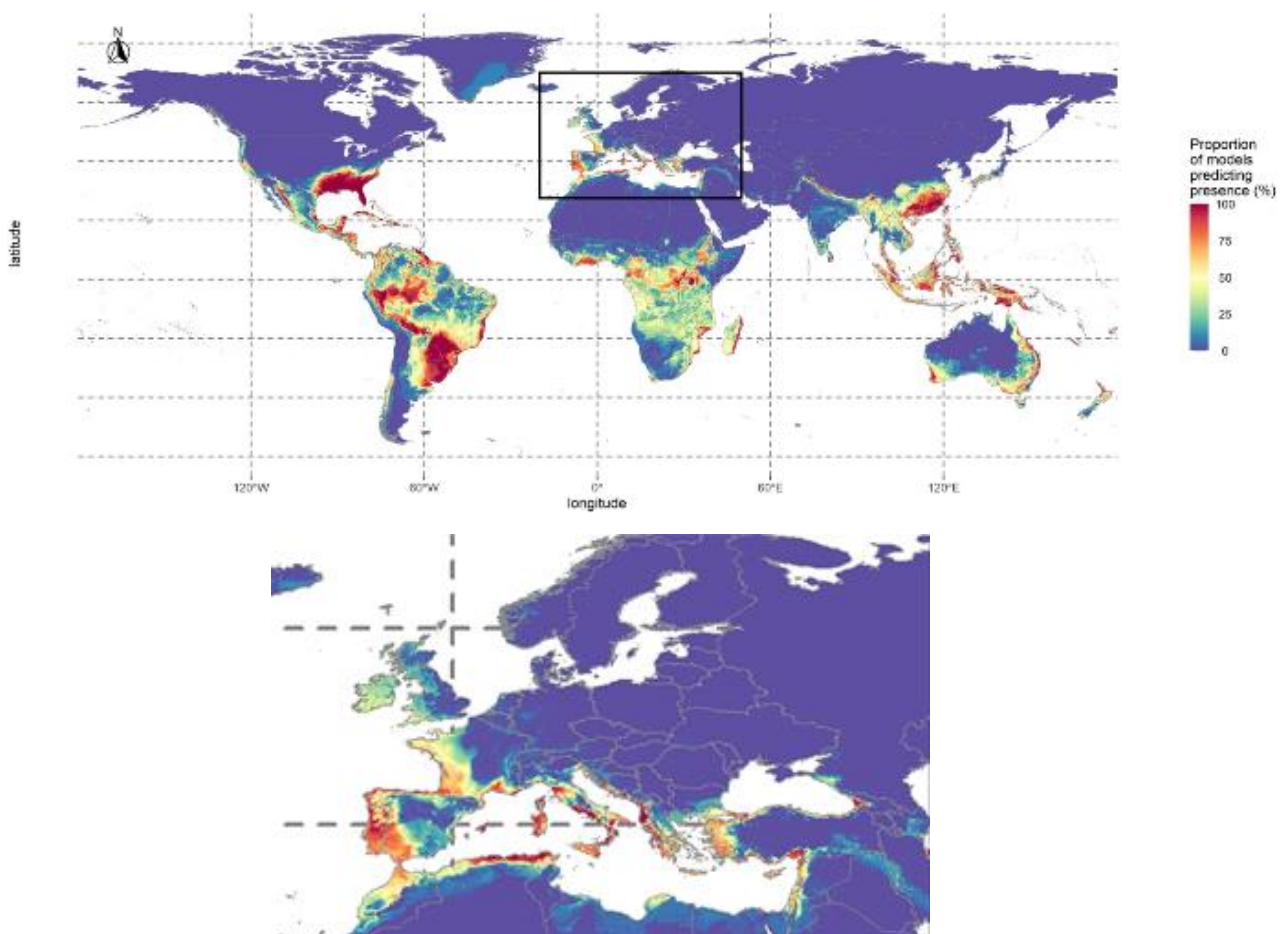 N
latitude
Proportion
of models
predicting
presence (%)
100
75
50
25
0
120°W
60°W
0°
60°E
120°E
longitude